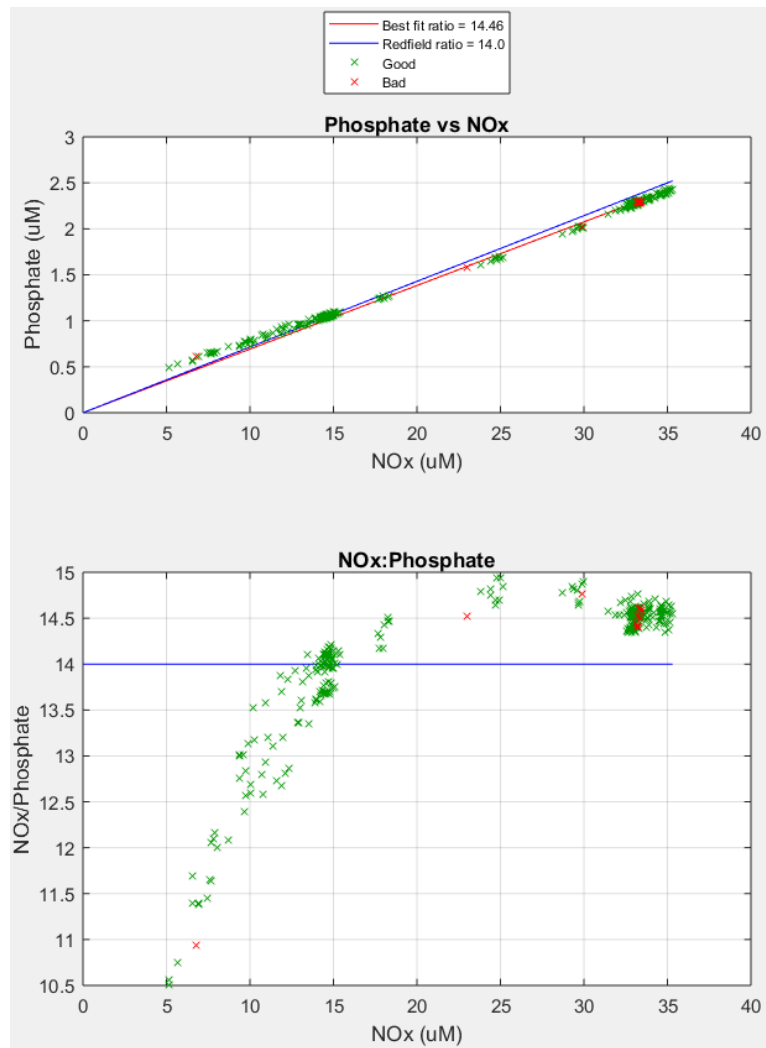 Best fit ratio = 14.46
Redfield ratio = 14.0
Good
Bad
Phosphate vs NOx
3
2.5
2
1.5
1
0.5
0
Phosphate (uM)
0 5 10 15 20 25 30 35 40
NOx (uM)
NOx:Phosphate
15
14.5
14
13.5
13
12.5
12
11.5
11
10.5
NOx/Phosphate
0 5 10 15 20 25 30 35 40
NOx (uM)